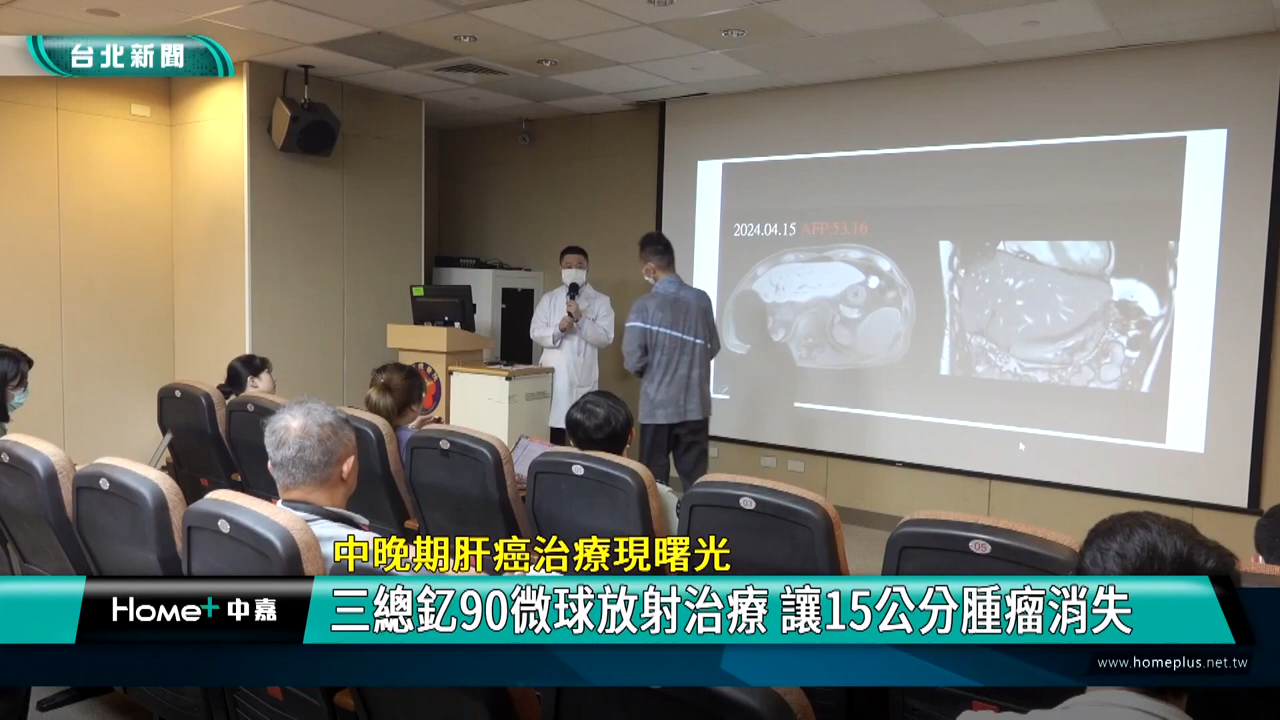 台北新聞
2024.04.15 AFP:53.16
中晚期肝癌治療現曙光
Home+中嘉
三總釔90微球放射治療 讓15公分腫瘤消失
www.homeplus.net.tw